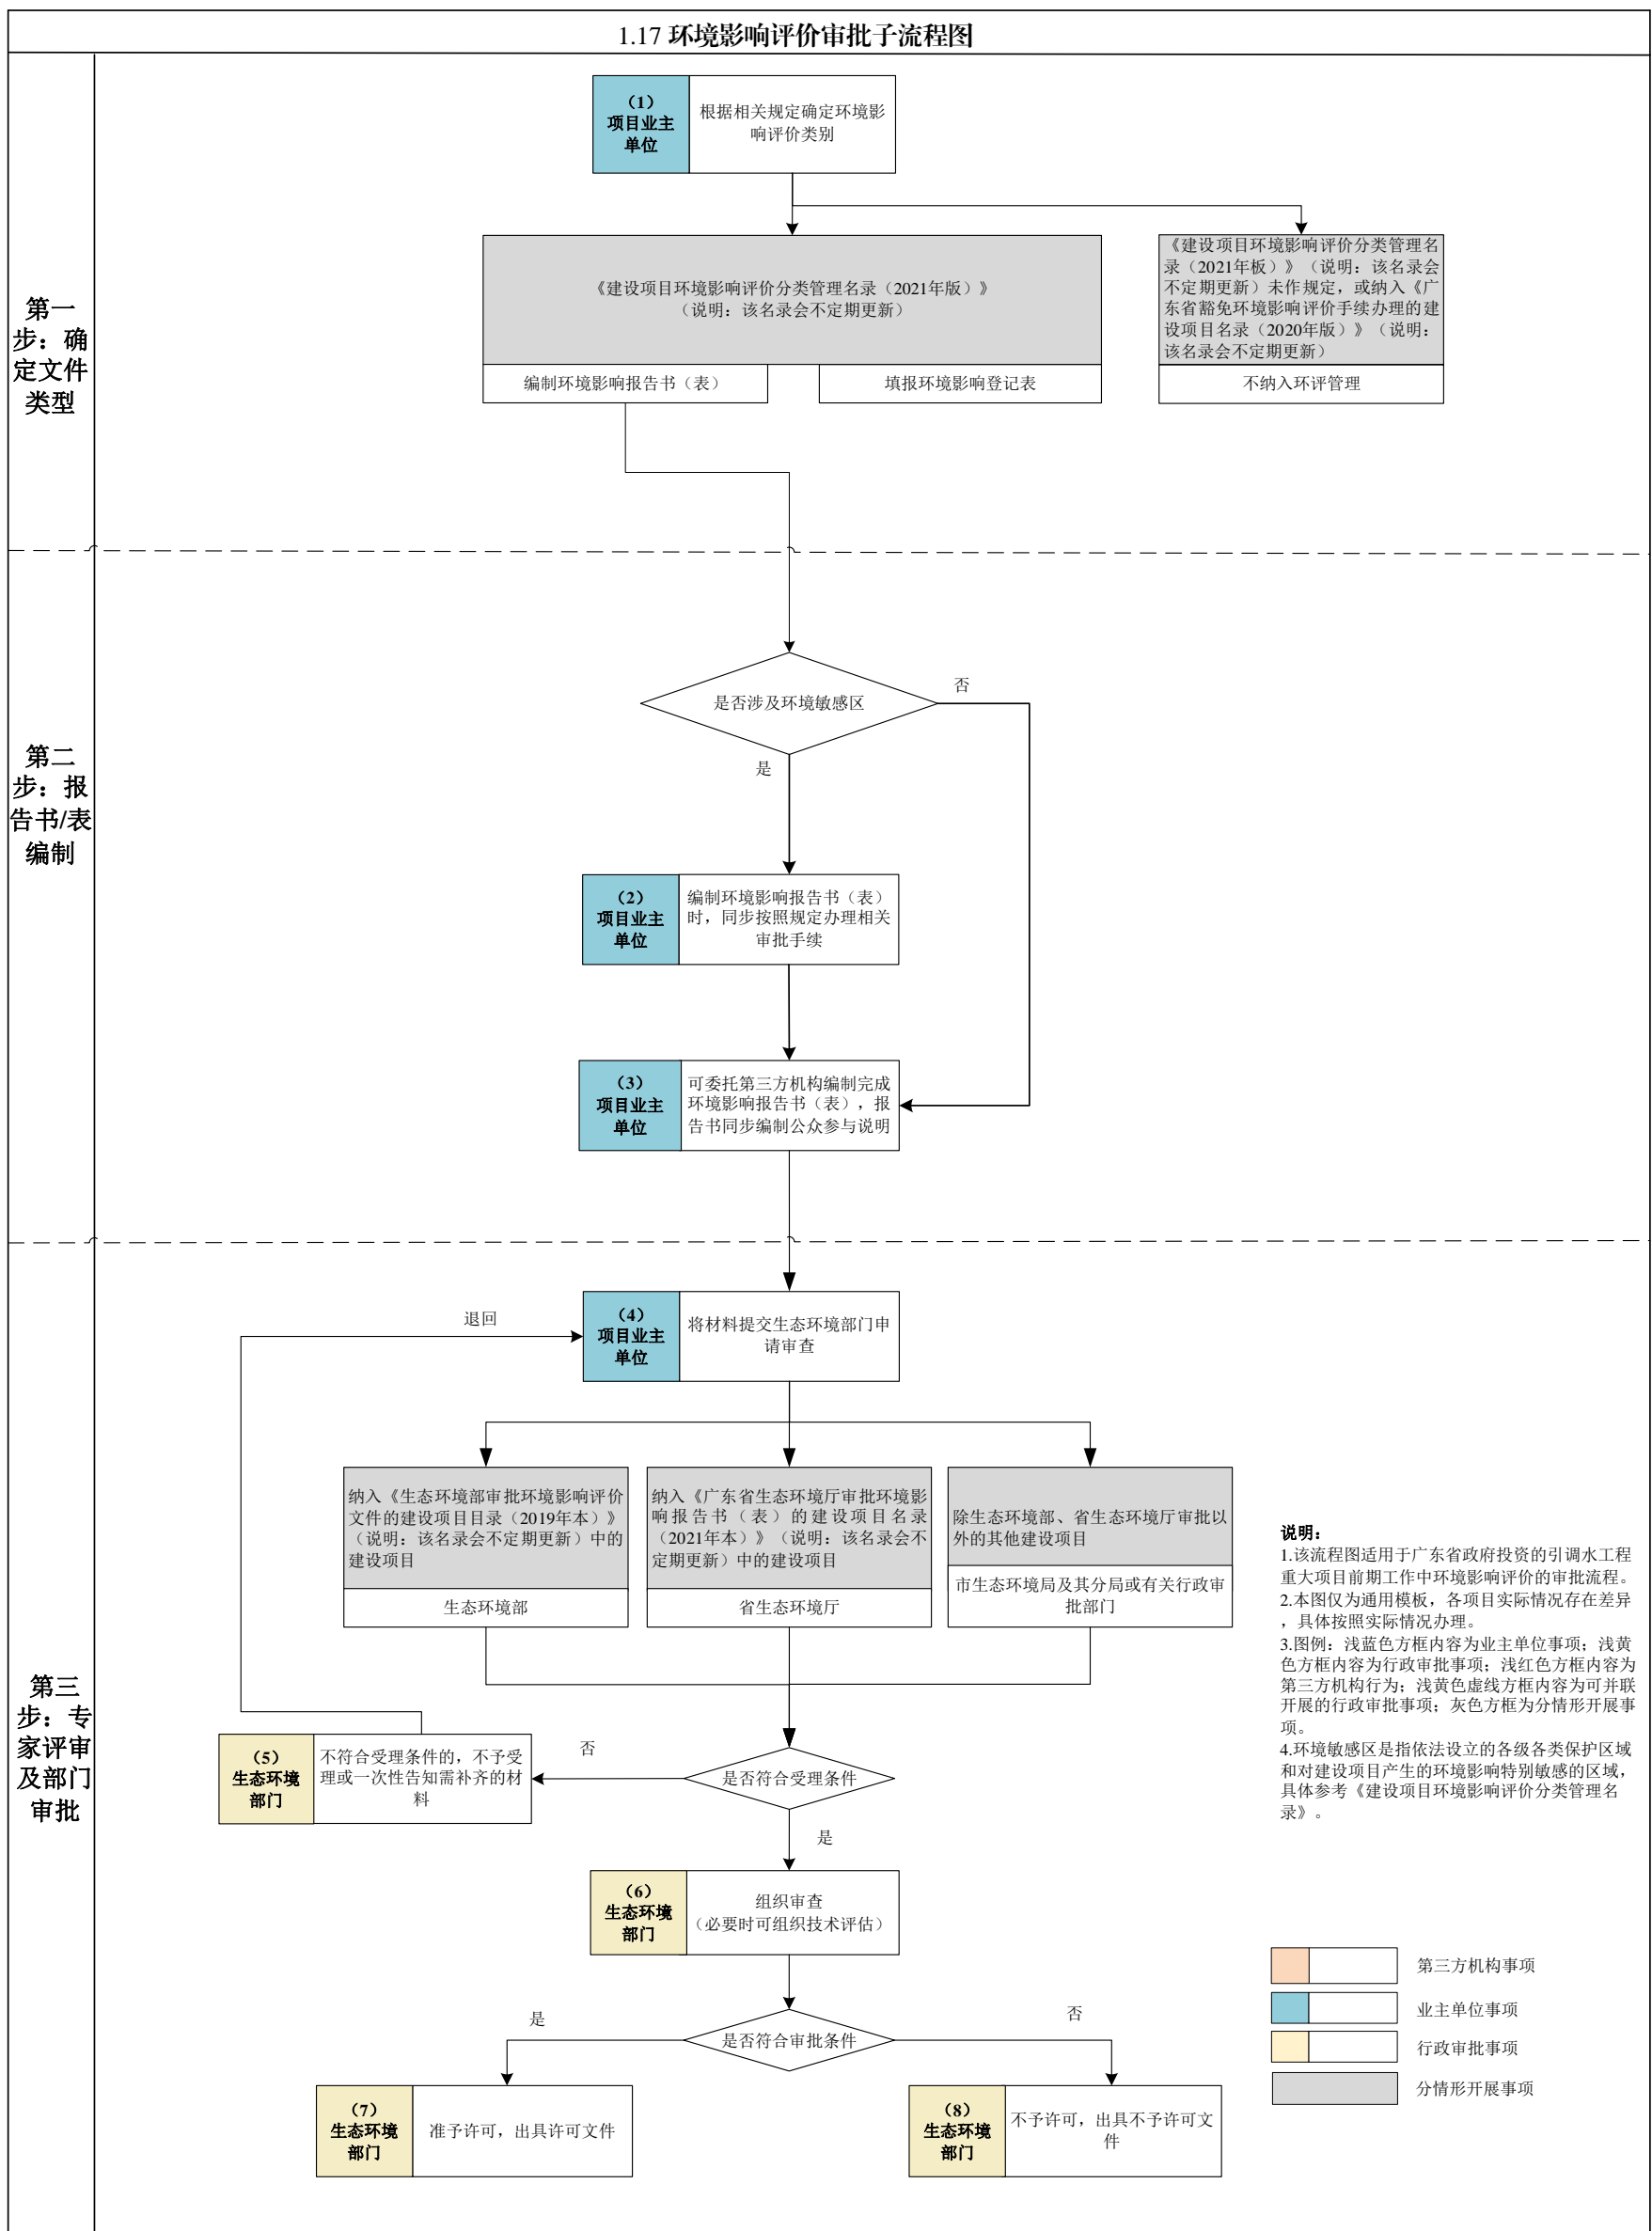 1.17 环境影响评价审批子流程图
第一
步：确
定文件
类型
（1）
项目业主
单位
根据相关规定确定环境影
响评价类别
《建设项目环境影响评价分类管理名录（2021年版）》
（说明：该名录会不定期更新）
编制环境影响报告书（表）
填报环境影响登记表
《建设项目环境影响评价分类管理名
录（2021年板）》（说明：该名录会
不定期更新）未作规定，或纳入《广
东省豁免环境影响评价手续办理的建
设项目名录（2020年版）》（说明：
该名录会不定期更新）
不纳入环评管理
第二
步：报
告书/表
编制
是否涉及环境敏感区
否
是
（2）
项目业主
单位
编制环境影响报告书（表）
时，同步按照规定办理相关
审批手续
（3）
项目业主
单位
可委托第三方机构编制完成
环境影响报告书（表），报
告书同步编制公众参与说明
第三
步：专
家评审
及部门
审批
退回
（4）
项目业主
单位
将材料提交生态环境部门申
请审查
纳入《生态环境部审批环境影响评价
文件的建设项目目录（2019年本）》
（说明：该名录会不定期更新）中的
建设项目
生态环境部
纳入《广东省生态环境厅审批环境影
响报告书（表）的建设项目名录
（2021年本）》（说明：该名录会不
定期更新）中的建设项目
省生态环境厅
除生态环境部、省生态环境厅审批以
外的其他建设项目
市生态环境局及其分局或有关行政审
批部门
（5）
生态环境
部门
不符合受理条件的，不予受
理或一次性告知需补齐的材
料
否
是否符合受理条件
是
（6）
生态环境
部门
组织审查
（必要时可组织技术评估）
是
是否符合审批条件
否
（7）
生态环境
部门
准予许可，出具许可文件
（8）
生态环境
部门
不予许可，出具不予许可文
件
说明：
1.该流程图适用于广东省政府投资的引调水工程
重大项目前期工作中环境影响评价的审批流程。
2.本图仅为通用模板，各项目实际情况存在差异
，具体按照实际情况办理。
3.图例：浅蓝色方框内容为业主单位事项；浅黄
色方框内容为行政审批事项；浅红色方框内容为
第三方机构行为；浅黄色虚线方框内容为可并联
开展的行政审批事项；灰色方框为分情形开展事
项。
4.环境敏感区是指依法设立的各级各类保护区域
和对建设项目产生的环境影响特别敏感的区域，
具体参考《建设项目环境影响评价分类管理名
录》。
第三方机构事项
业主单位事项
行政审批事项
分情形开展事项